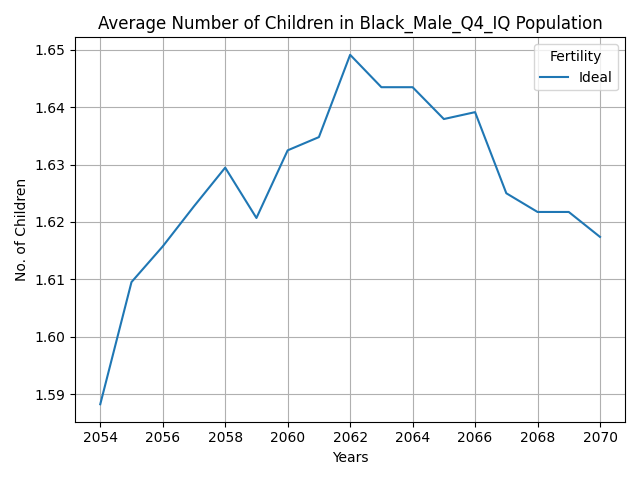 Average Number of Children in Black_Male_Q4_IQ Population
Fertility
Ideal
No. of Children
1.65
1.64
1.63
1.62
1.61
1.60
1.59
2054 2056 2058 2060 2062 2064 2066 2068 2070
Years